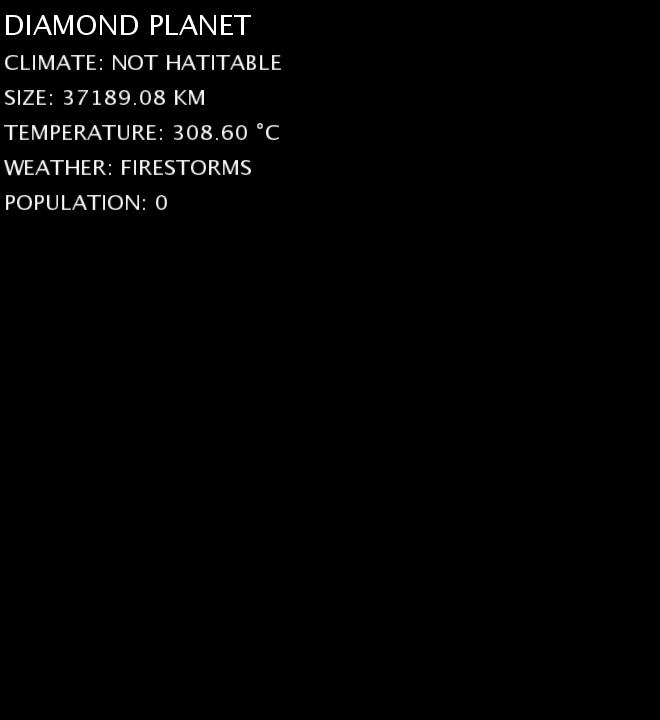 DIAMOND PLANET
CLIMATE: NOT HATITABLE
SIZE: 37189.08 KM
TEMPERATURE: 308.60 °C
WEATHER: FIRESTORMS
POPULATION: 0